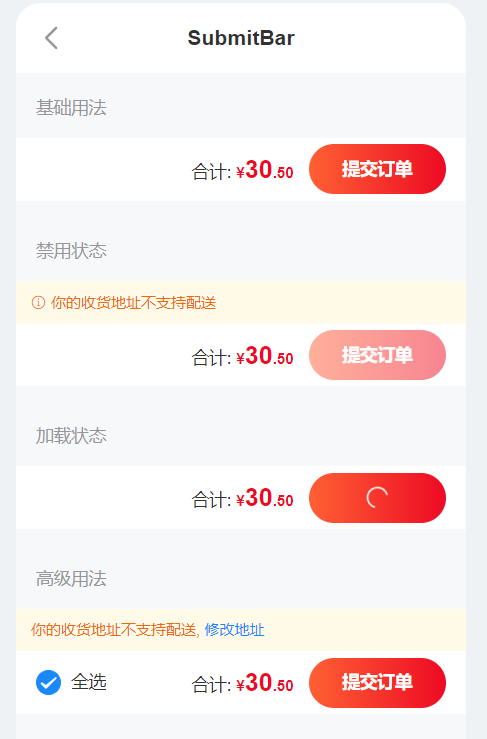 SubmitBar
基础用法
合计: ¥30.50 提交订单
禁用状态
你的收货地址不支持配送
合计: ¥30.50 提交订单
加载状态
合计: ¥30.50
高级用法
你的收货地址不支持配送, 修改地址
全选 合计: ¥30.50 提交订单